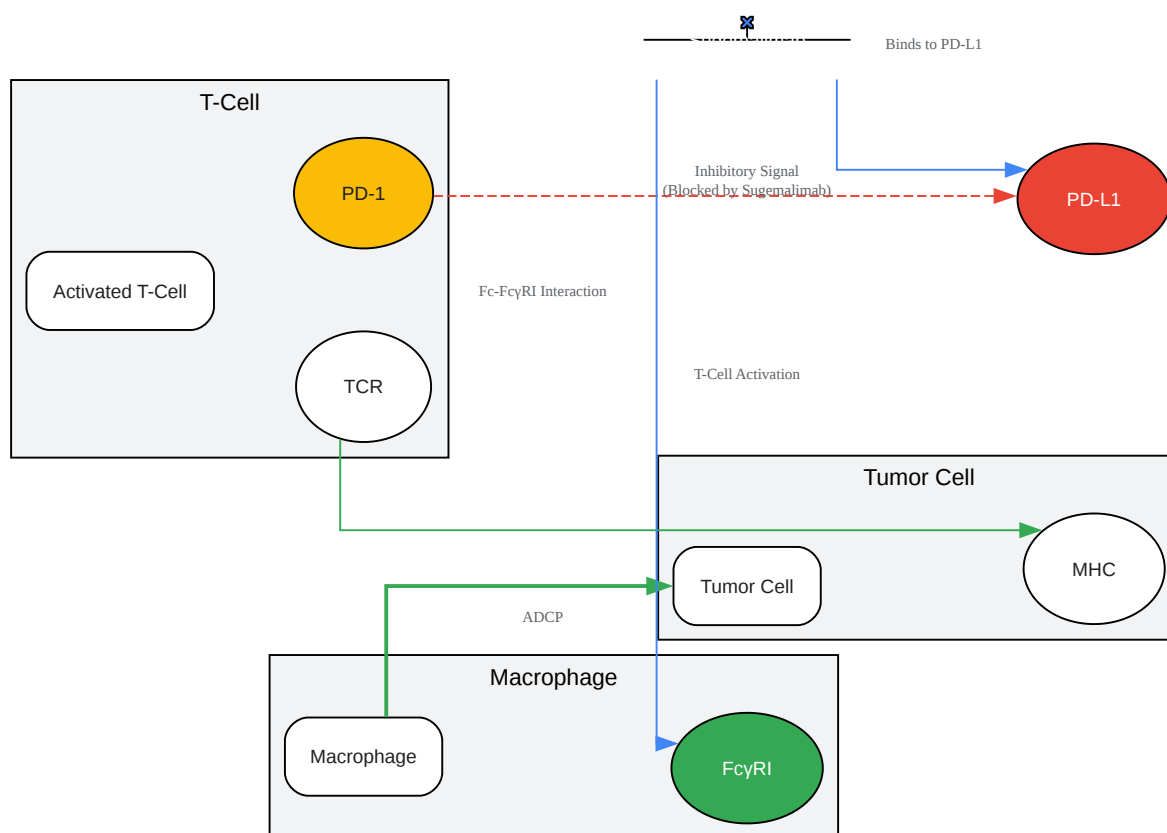 Binds to PD-L1
T-Cell
PD-1
Inhibitory Signal
(Blocked by Sugemalimab)
PD-L1
Activated T-Cell
Fc-FcγRI Interaction
TCR
T-Cell Activation
Tumor Cell
MHC
Tumor Cell
ADCP
Macrophage
Macrophage
FcγRI